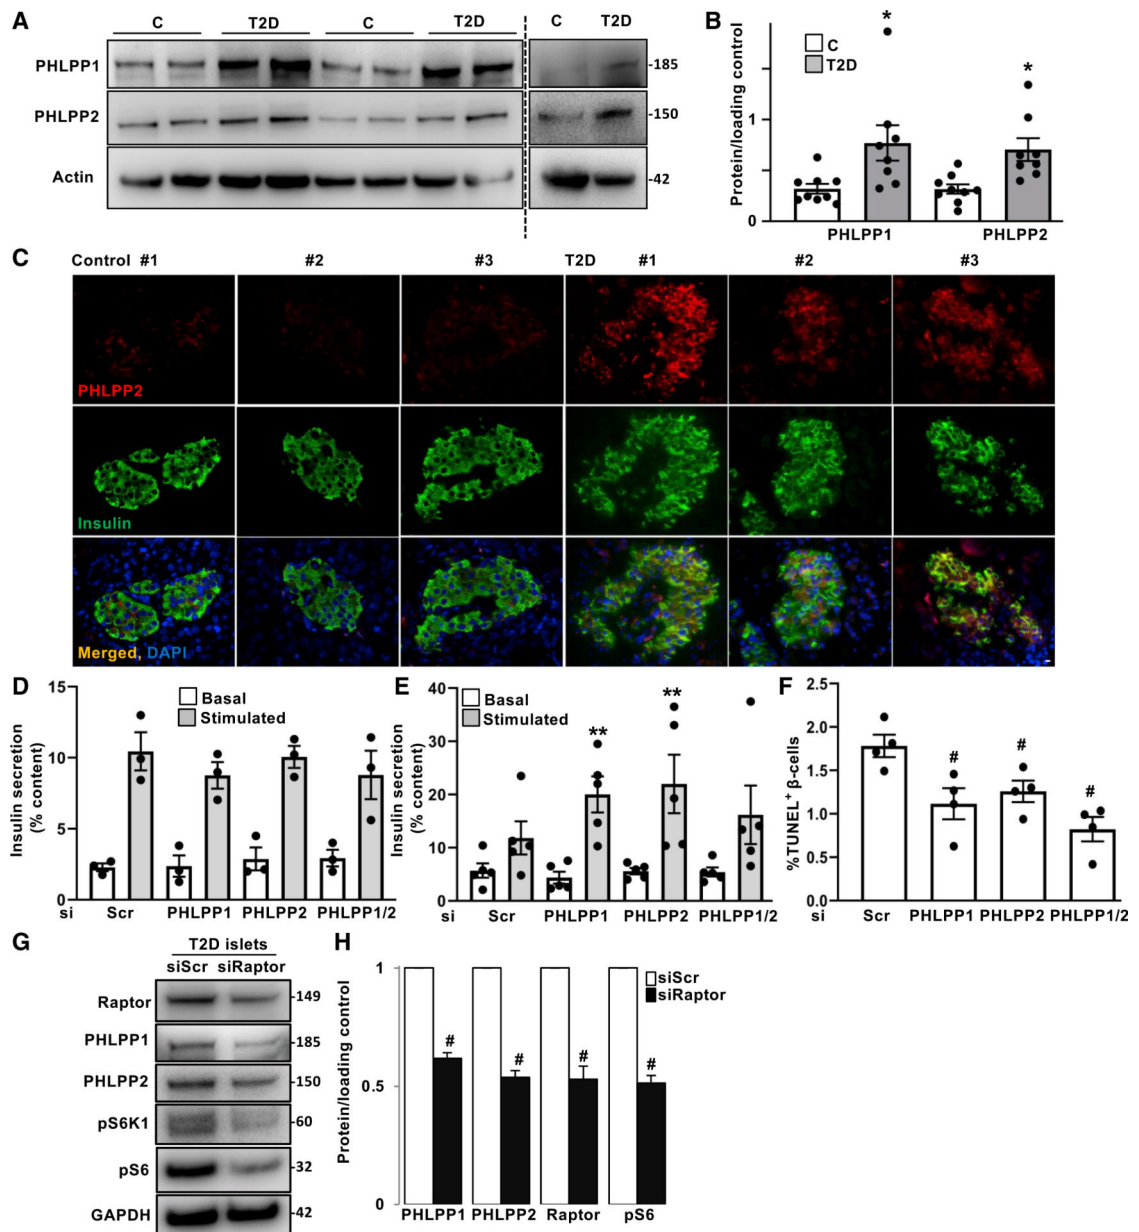 A
C T2D C T2D C T2D
PHLPP1
-185
PHLPP2
-150
Actin
-42
B
Protein/loading control
1
0
C
T2D
*
*
PHLPP1 PHLPP2
C
Control #1 #2 #3 T2D #1 #2 #3
PHLPP2
Insulin
Merged, DAPI
D
Insulin secretion
(% content)
15
10
5
0
Basal
Stimulated
si Scr PHLPP1 PHLPP2 PHLPP1/2
E
Insulin secretion
(% content)
40
30
20
10
0
Basal
Stimulated
**
**
si Scr PHLPP1 PHLPP2 PHLPP1/2
F
%TUNEL+ β-cells
2.5
2.0
1.5
1.0
0.5
0.0
#
#
#
si Scr PHLPP1 PHLPP2 PHLPP1/2
G
T2D islets
siScr siRaptor
Raptor
-149
PHLPP1
-185
PHLPP2
-150
pS6K1
-60
pS6
-32
GAPDH
-42
H
Protein/loading control
1
0.5
0
siScr
siRaptor
#
#
#
#
PHLPP1 PHLPP2 Raptor pS6